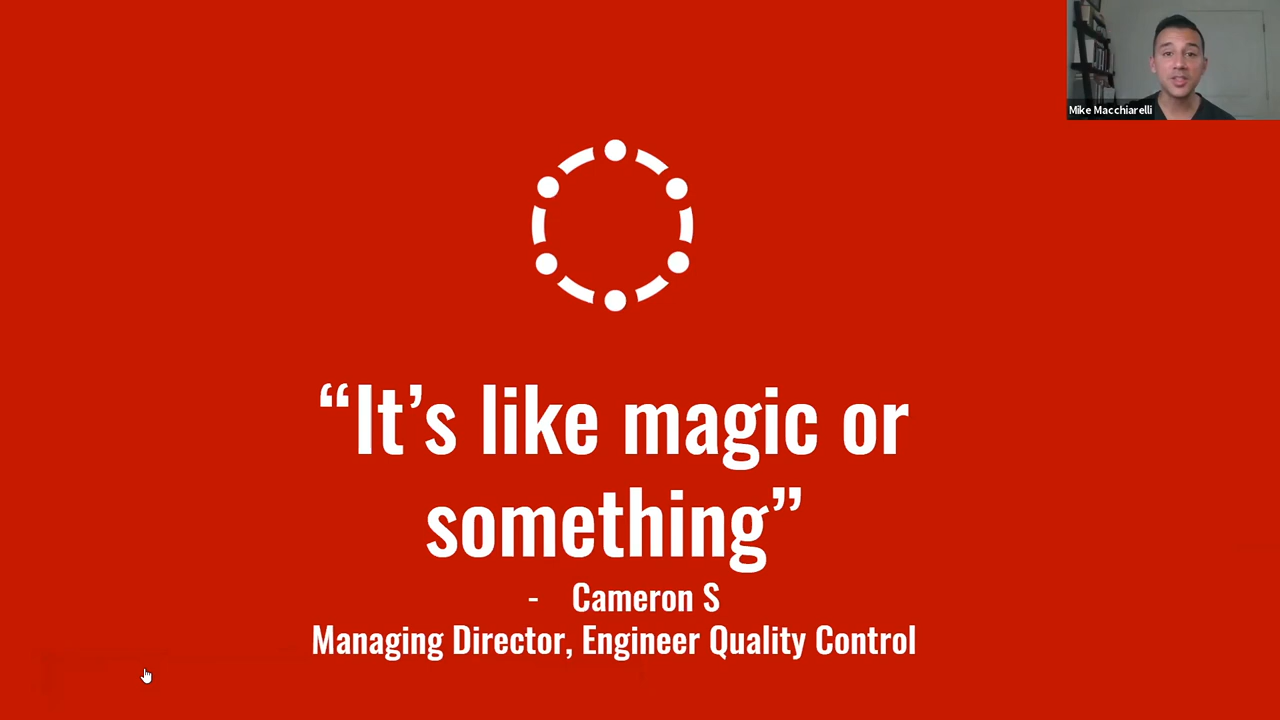 Mike Macchiarelli
“It’s like magic or
something”
- Cameron S
Managing Director, Engineer Quality Control